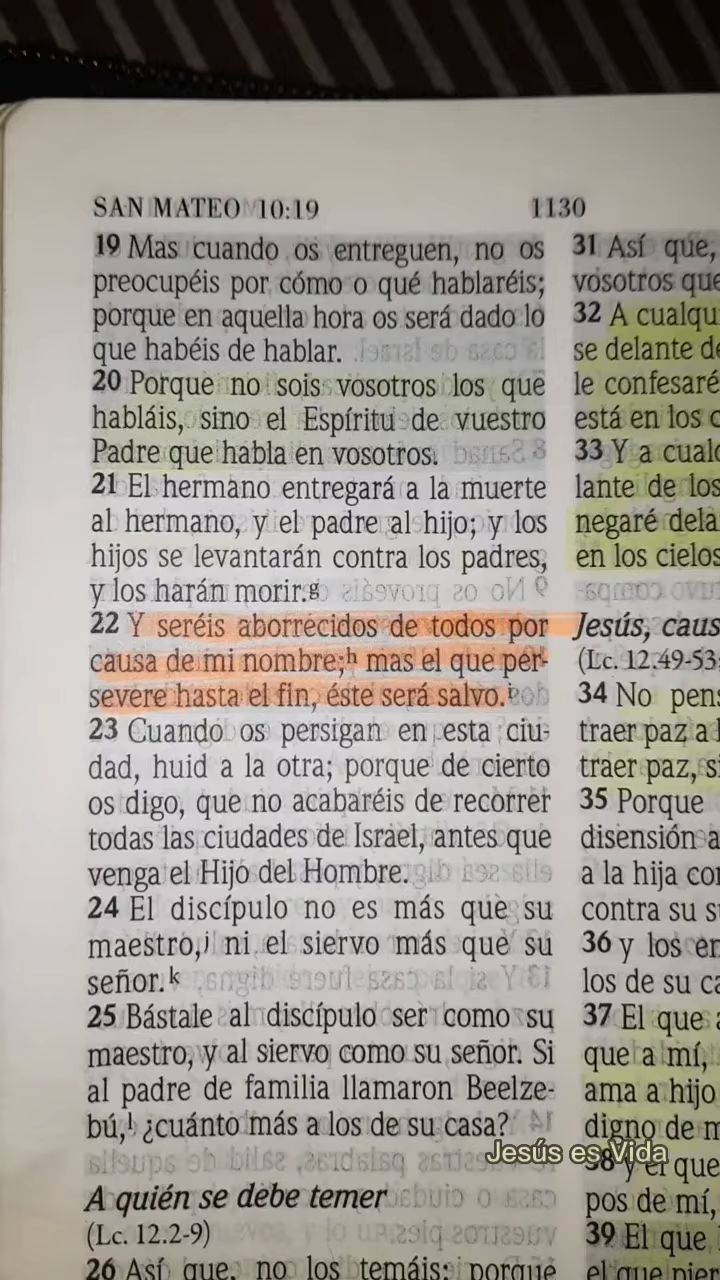 SAN MATEO 10:19
1130
19 Mas cuando os entreguen, no os
preocupéis por cómo o qué hablaréis;
porque en aquella hora os será dado lo
que habéis de hablar.
20 Porque no sois vosotros los que
habláis, sino el Espíritu de vuestro
Padre que habla en vosotros.
21 El hermano entregará a la muerte
al hermano, y el padre al hijo; y los
hijos se levantarán contra los padres,
y los harán morir.g
22 Y seréis aborrecidos de todos por
causa de mi nombre;h mas el que per-
severe hasta el fin, éste será salvo.i
23 Cuando os persigan en esta ciu-
dad, huid a la otra; porque de cierto
os digo, que no acabaréis de recorrer
todas las ciudades de Israel, antes que
venga el Hijo del Hombre.
24 El discípulo no es más que su
maestro,j ni el siervo más que su
señor.k
25 Bástale al discípulo ser como su
maestro, y al siervo como su señor. Si
al padre de familia llamaron Beelze-
bú,l ¿cuánto más a los de su casa?
A quién se debe temer
(Lc. 12.2-9)
26 Así que, no los temáis; porque
31 Así que,
vosotros que
32 A cualqu
se delante de
le confesaré
está en los c
33 Y a cualq
lante de los
negaré dela
en los cielos
Jesús, caus
(Lc. 12.49-53;
34 No pens
traer paz a l
traer paz, si
35 Porque
disensión a
a la hija con
contra su s
36 y los en
los de su ca
37 El que a
que a mí,
ama a hijo
digno de m
38 y el que
pos de mí,
39 El que
el que pier
Jesús es Vida